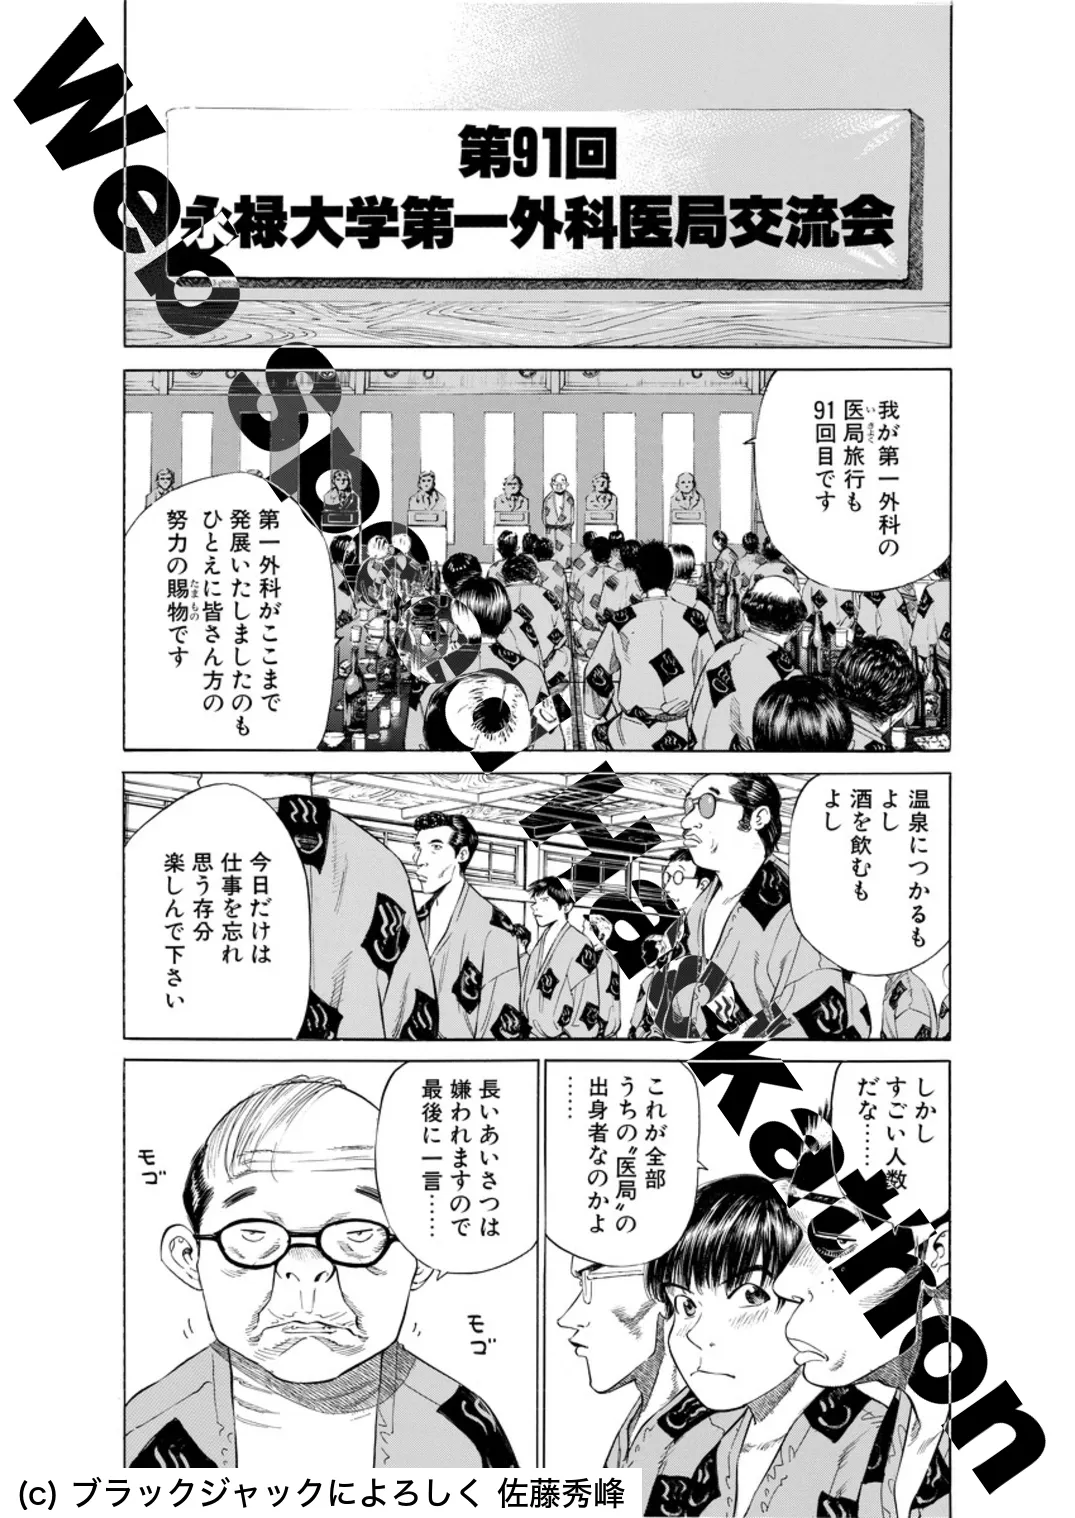 第91回
永禄大学第一外科医局交流会
我が第一外科の
医局旅行も
いきょく
91回目です
第一外科がここまで
発展いたしましたのも
ひとえに皆さん方の
努力の賜物です
たまもの
温泉につかるも
よし
酒を飲むも
よし
今日だけは
仕事を忘れ
思う存分
楽しんで下さい
しかし
すごい人数
だな……
これが全部
うちの〝医局〟の
出身者なのかよ
……
長いあいさつは
嫌われますので
最後に一言……
モゴ
モゴ
(c) ブラックジャックによろしく 佐藤秀峰